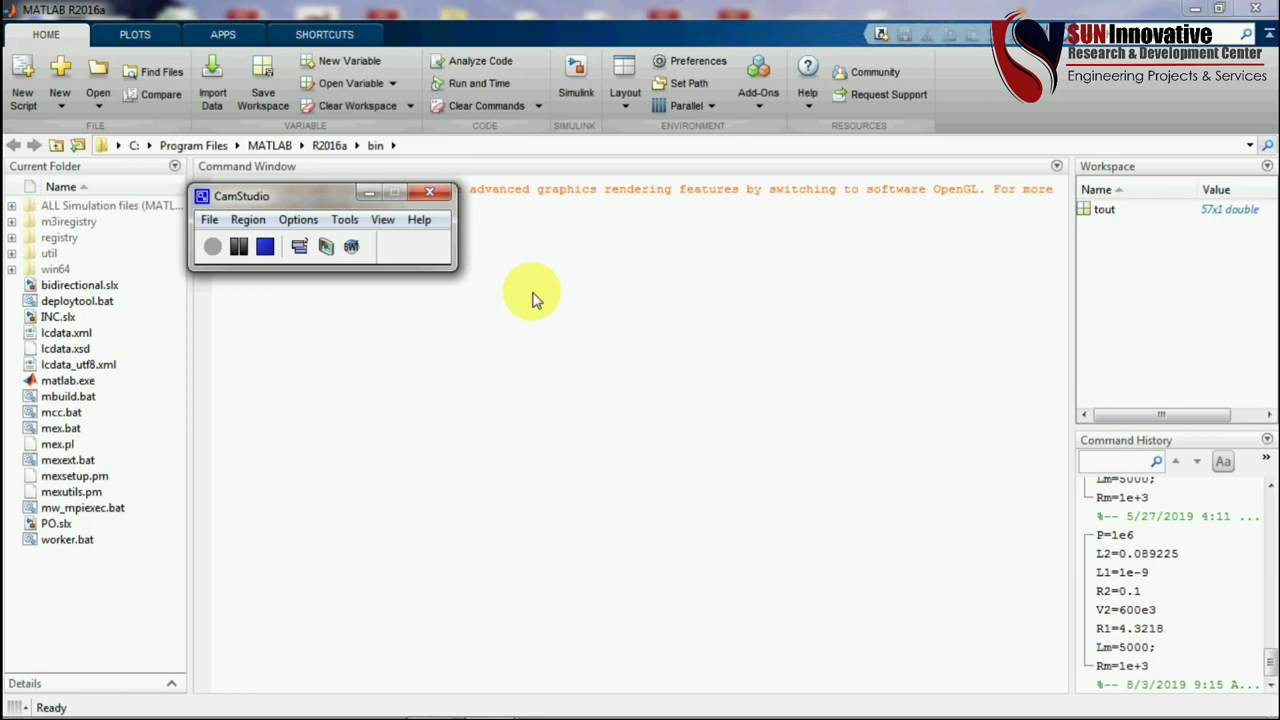 MATLAB R2016a
HOME PLOTS APPS SHORTCUTS
SUN Innovative
Research & Development Center
Engineering Projects & Services
New Script
New
Open
Find Files
Compare
FILE
Import Data
Save Workspace
New Variable
Open Variable
Clear Workspace
VARIABLE
Analyze Code
Run and Time
Clear Commands
CODE
Simulink
SIMULINK
Layout
Preferences
Set Path
Parallel
ENVIRONMENT
Add-Ons
Help
Community
Request Support
RESOURCES
C: Program Files MATLAB R2016a bin
Current Folder
Name
ALL Simulation files (MATL...
m3iregistry
registry
util
win64
bidirectional.slx
deploytool.bat
INC.slx
lcdata.xml
lcdata.xsd
lcdata_utf8.xml
matlab.exe
mbuild.bat
mcc.bat
mex.bat
mex.pl
mexext.bat
mexsetup.pm
mexutils.pm
mw_mpiexec.bat
PO.slx
worker.bat
Details
Ready
Command Window
advanced graphics rendering features by switching to software OpenGL. For more
CamStudio
File Region Options Tools View Help
Workspace
Name Value
tout 57x1 double
Command History
Aa
Lm=5000;
Rm=1e+3
%-- 5/27/2019 4:11 ...
P=1e6
L2=0.089225
L1=1e-9
R2=0.1
V2=600e3
R1=4.3218
Lm=5000;
Rm=1e+3
%-- 8/3/2019 9:15 A...